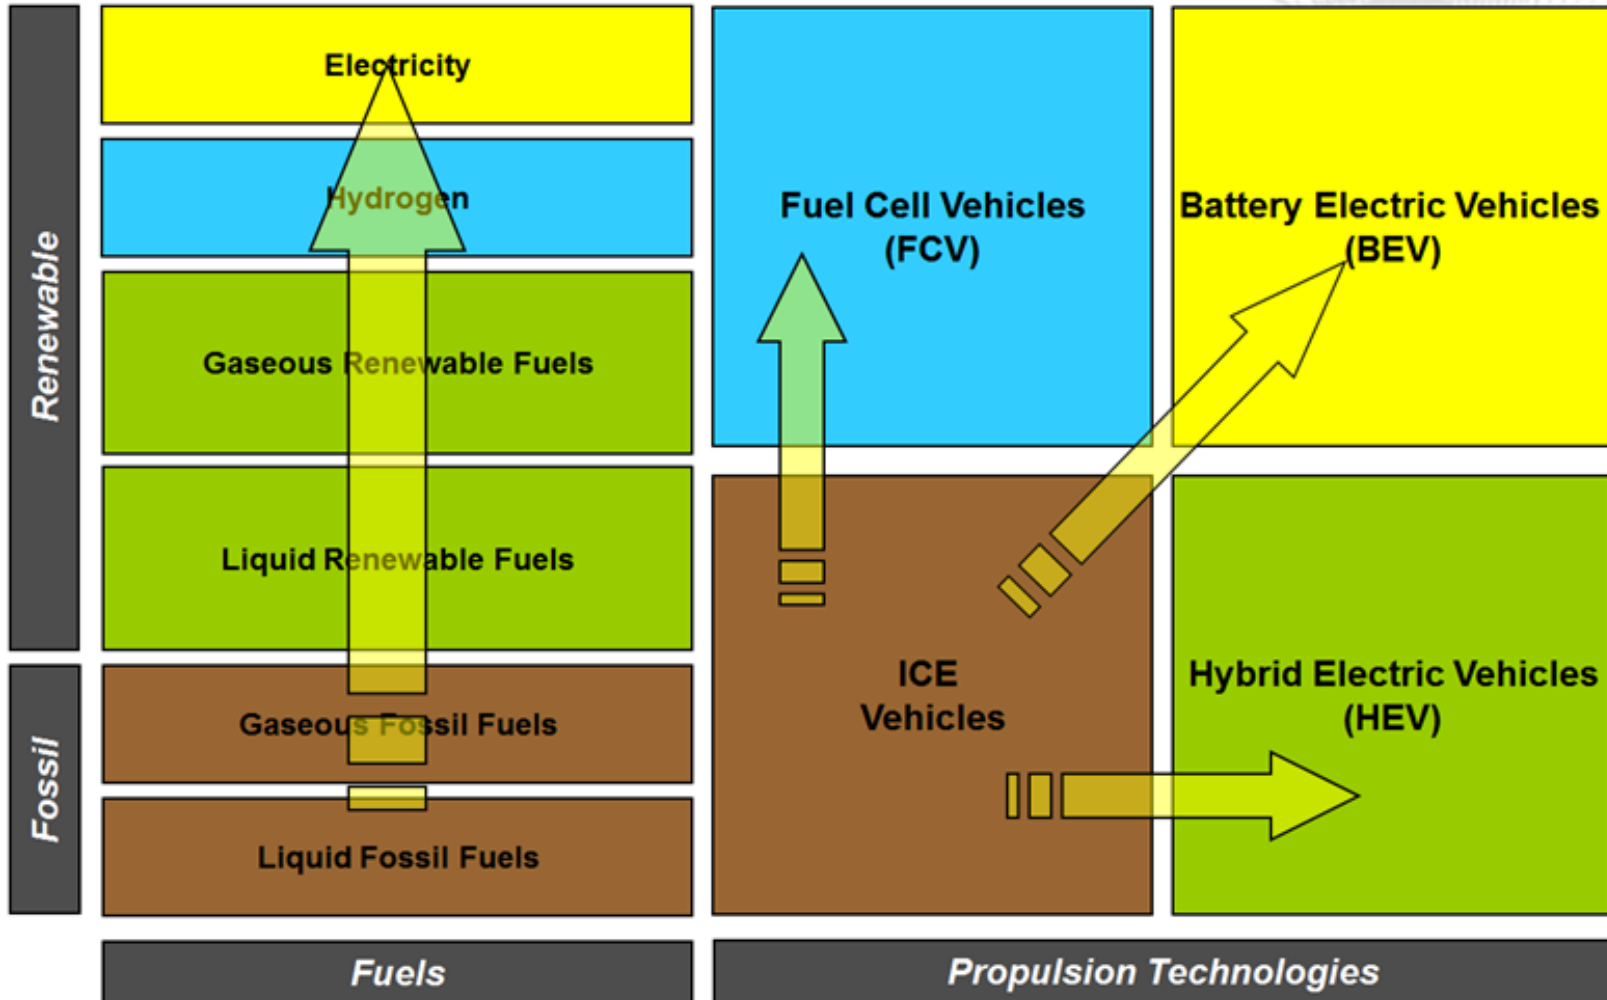 Renewable
Fossil
Electricity
Hydrogen
Gaseous Renewable Fuels
Liquid Renewable Fuels
Gaseous Fossil Fuels
Liquid Fossil Fuels
Fuels
Fuel Cell Vehicles
(FCV)
Battery Electric Vehicles
(BEV)
ICE
Vehicles
Hybrid Electric Vehicles
(HEV)
Propulsion Technologies